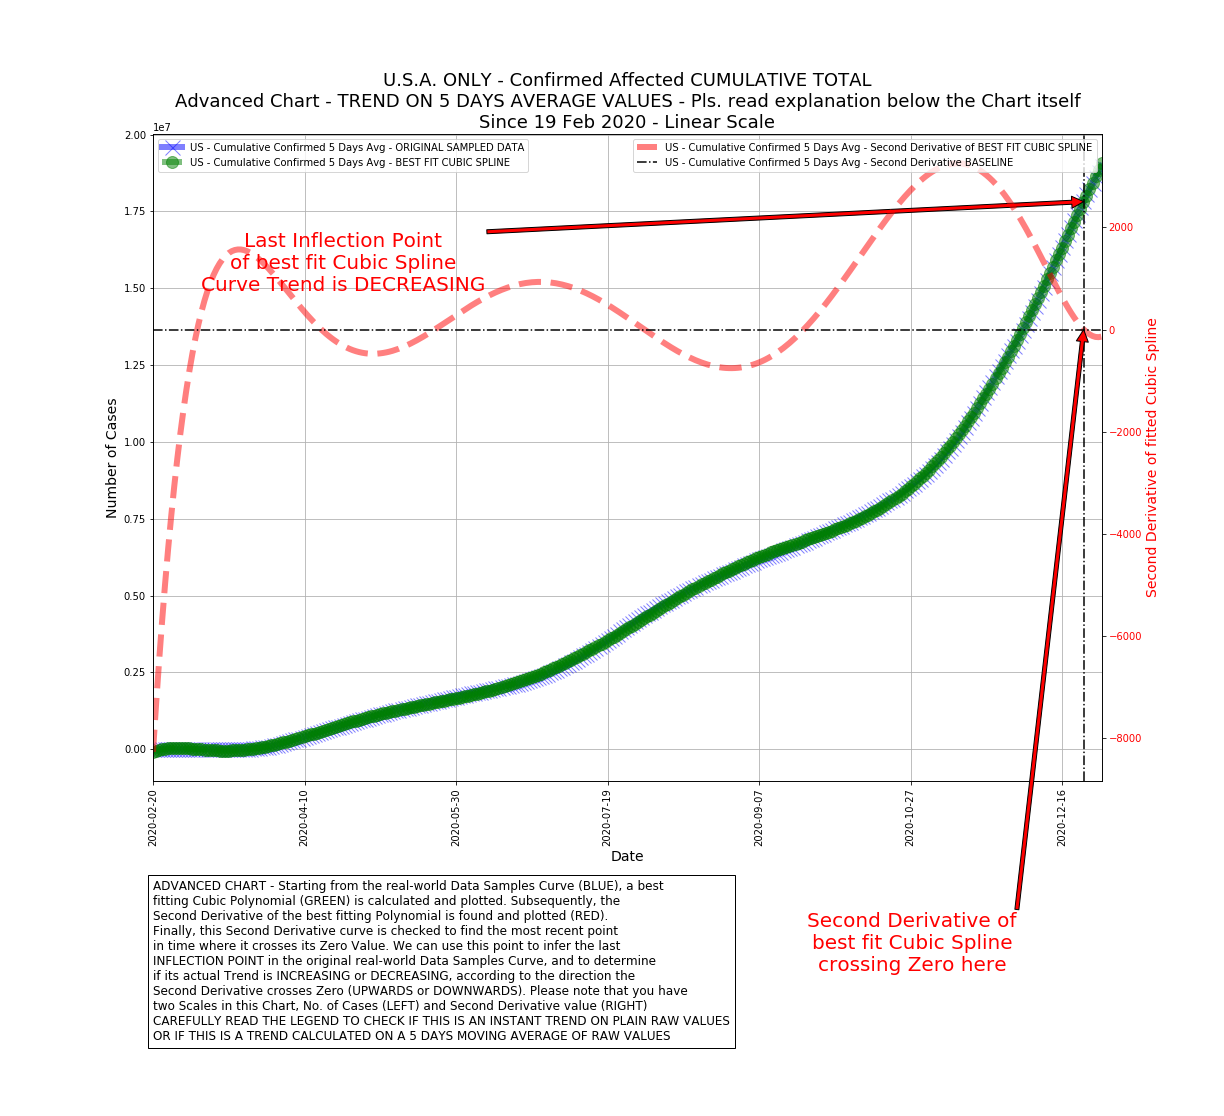 U.S.A. ONLY - Confirmed Affected CUMULATIVE TOTAL
Advanced Chart - TREND ON 5 DAYS AVERAGE VALUES - Pls. read explanation below the Chart itself
Since 19 Feb 2020 - Linear Scale
1e7
US - Cumulative Confirmed 5 Days Avg - ORIGINAL SAMPLED DATA
US - Cumulative Confirmed 5 Days Avg - BEST FIT CUBIC SPLINE
US - Cumulative Confirmed 5 Days Avg - Second Derivative of BEST FIT CUBIC SPLINE
US - Cumulative Confirmed 5 Days Avg - Second Derivative BASELINE
Last Inflection Point
of best fit Cubic Spline
Curve Trend is DECREASING
Number of Cases
2.00
1.75
1.50
1.25
1.00
0.75
0.50
0.25
0.00
2000
0
−2000
−4000
−6000
−8000
Second Derivative of fitted Cubic Spline
2020-02-20
2020-04-10
2020-05-30
2020-07-19
2020-09-07
2020-10-27
2020-12-16
Date
ADVANCED CHART - Starting from the real-world Data Samples Curve (BLUE), a best
fitting Cubic Polynomial (GREEN) is calculated and plotted. Subsequently, the
Second Derivative of the best fitting Polynomial is found and plotted (RED).
Finally, this Second Derivative curve is checked to find the most recent point
in time where it crosses its Zero Value. We can use this point to infer the last
INFLECTION POINT in the original real-world Data Samples Curve, and to determine
if its actual Trend is INCREASING or DECREASING, according to the direction the
Second Derivative crosses Zero (UPWARDS or DOWNWARDS). Please note that you have
two Scales in this Chart, No. of Cases (LEFT) and Second Derivative value (RIGHT)
CAREFULLY READ THE LEGEND TO CHECK IF THIS IS AN INSTANT TREND ON PLAIN RAW VALUES
OR IF THIS IS A TREND CALCULATED ON A 5 DAYS MOVING AVERAGE OF RAW VALUES
Second Derivative of
best fit Cubic Spline
crossing Zero here